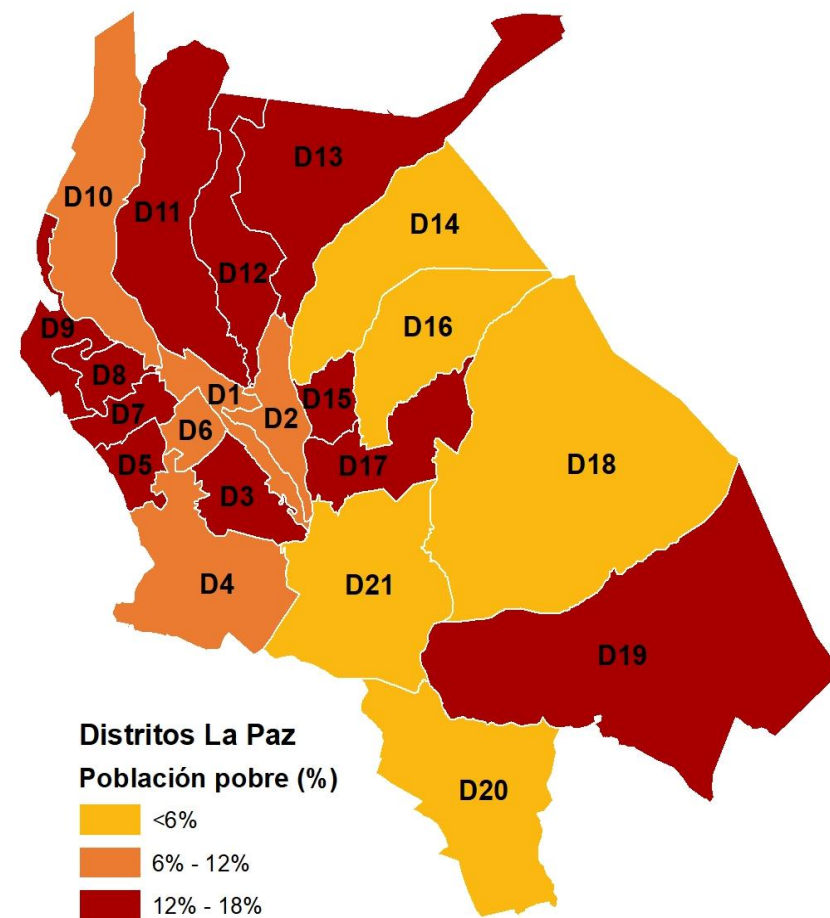 D13
D10
D11
D14
D12
D16
D9
D8
D1
D15
D7
D2
D6
D5
D17
D18
D3
D4
D21
D19
D20
Distritos La Paz
Población pobre (%)
<6%
6% - 12%
12% - 18%